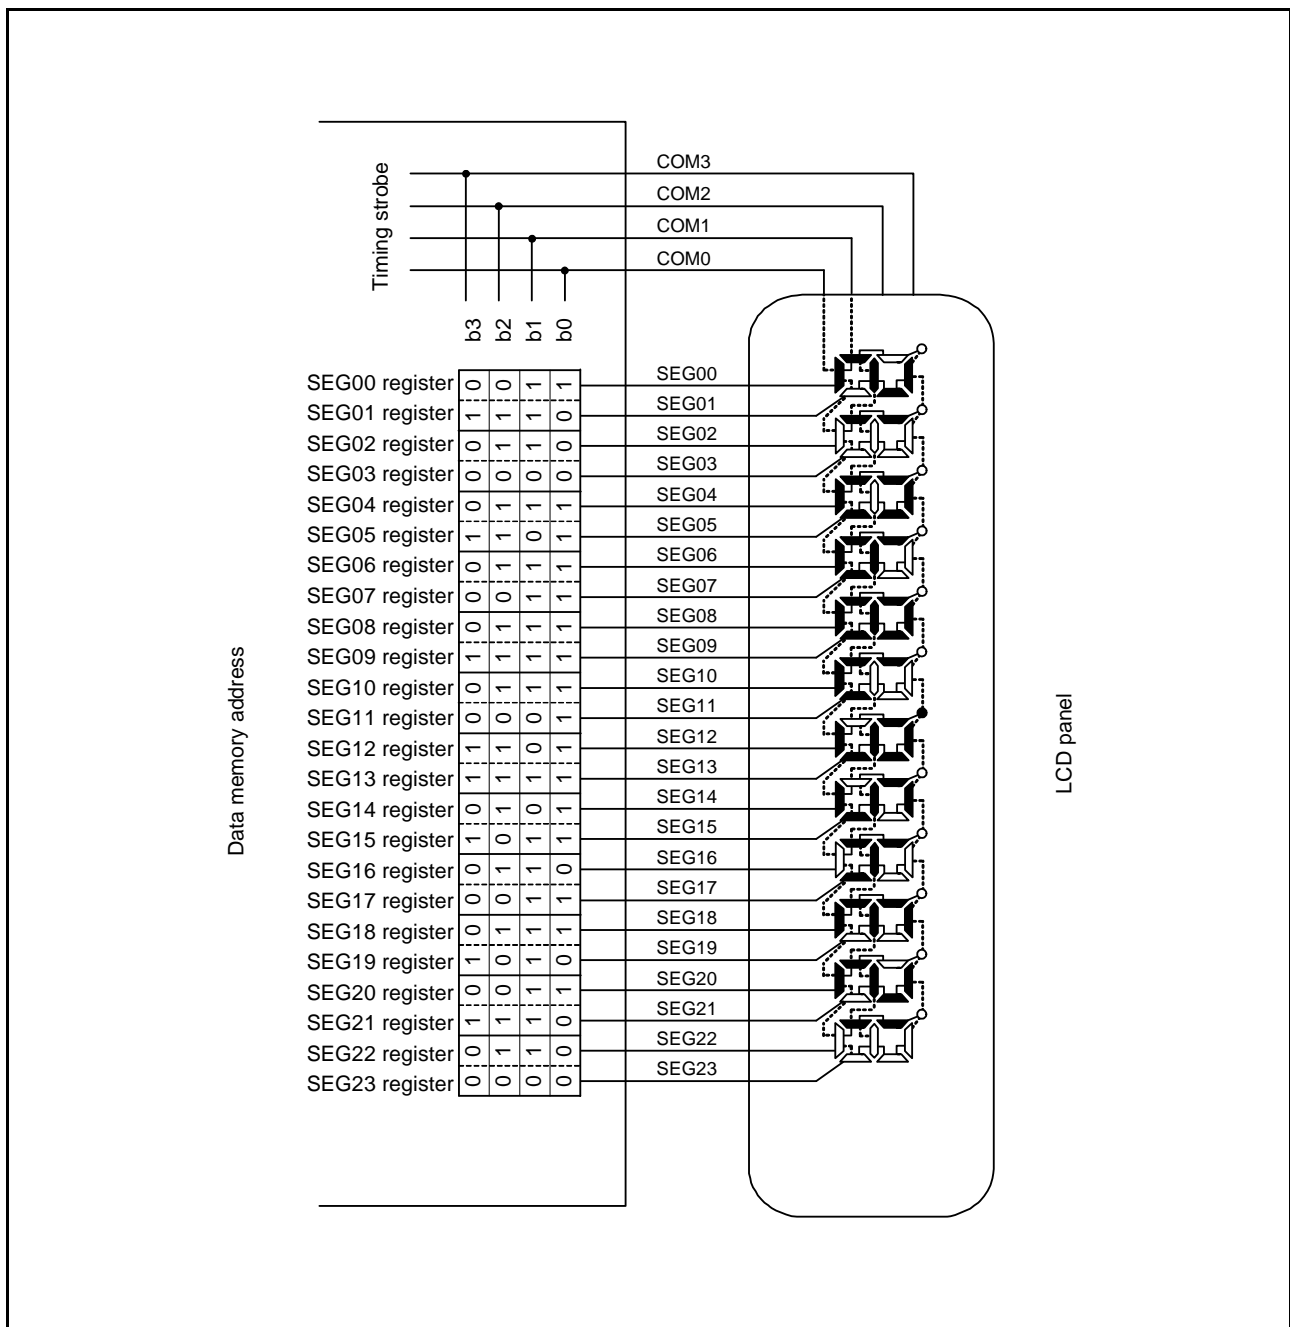 Timing strobe
COM3
COM2
COM1
COM0
b3 b2 b1 b0
SEG00 register 0 0 1 1 SEG00
SEG01 register 1 1 1 0 SEG01
SEG02 register 0 1 1 0 SEG02
SEG03 register 0 0 0 0 SEG03
SEG04 register 0 1 1 1 SEG04
SEG05 register 1 1 0 1 SEG05
SEG06 register 0 1 1 1 SEG06
SEG07 register 0 0 1 1 SEG07
SEG08 register 0 1 1 1 SEG08
SEG09 register 1 1 1 1 SEG09
SEG10 register 0 1 1 1 SEG10
SEG11 register 0 0 0 1 SEG11
SEG12 register 1 1 0 1 SEG12
SEG13 register 1 1 1 1 SEG13
SEG14 register 0 1 0 1 SEG14
SEG15 register 1 0 1 1 SEG15
SEG16 register 0 1 1 0 SEG16
SEG17 register 0 0 1 1 SEG17
SEG18 register 0 1 1 1 SEG18
SEG19 register 1 0 1 0 SEG19
SEG20 register 0 0 1 1 SEG20
SEG21 register 1 1 1 0 SEG21
SEG22 register 0 1 1 0 SEG22
SEG23 register 0 0 0 0 SEG23
Data memory address
LCD panel